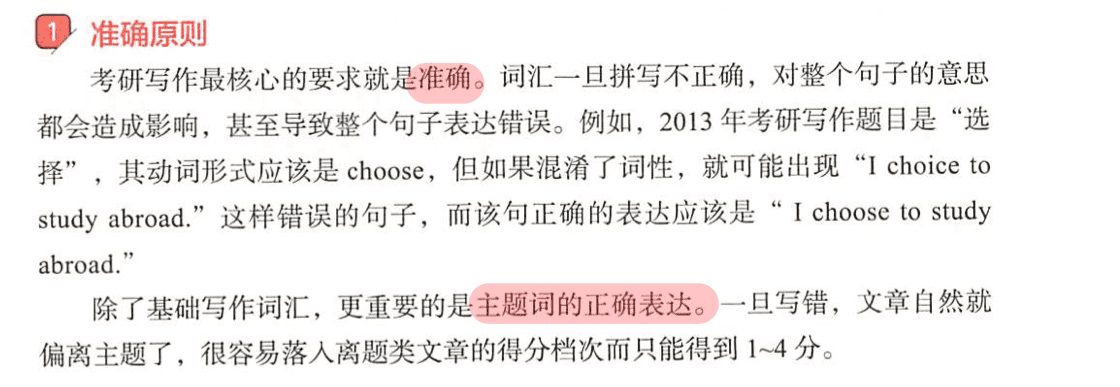 1 准确原则
考研写作最核心的要求就是准确。词汇一旦拼写不正确，对整个句子的意思
都会造成影响，甚至导致整个句子表达错误。例如，2013 年考研写作题目是“选
择”，其动词形式应该是 choose，但如果混淆了词性，就可能出现“I choice to
study abroad.”这样错误的句子，而该句正确的表达应该是“ I choose to study
abroad.”
除了基础写作词汇，更重要的是主题词的正确表达。一旦写错，文章自然就
偏离主题了，很容易落入离题类文章的得分档次而只能得到 1~4 分。